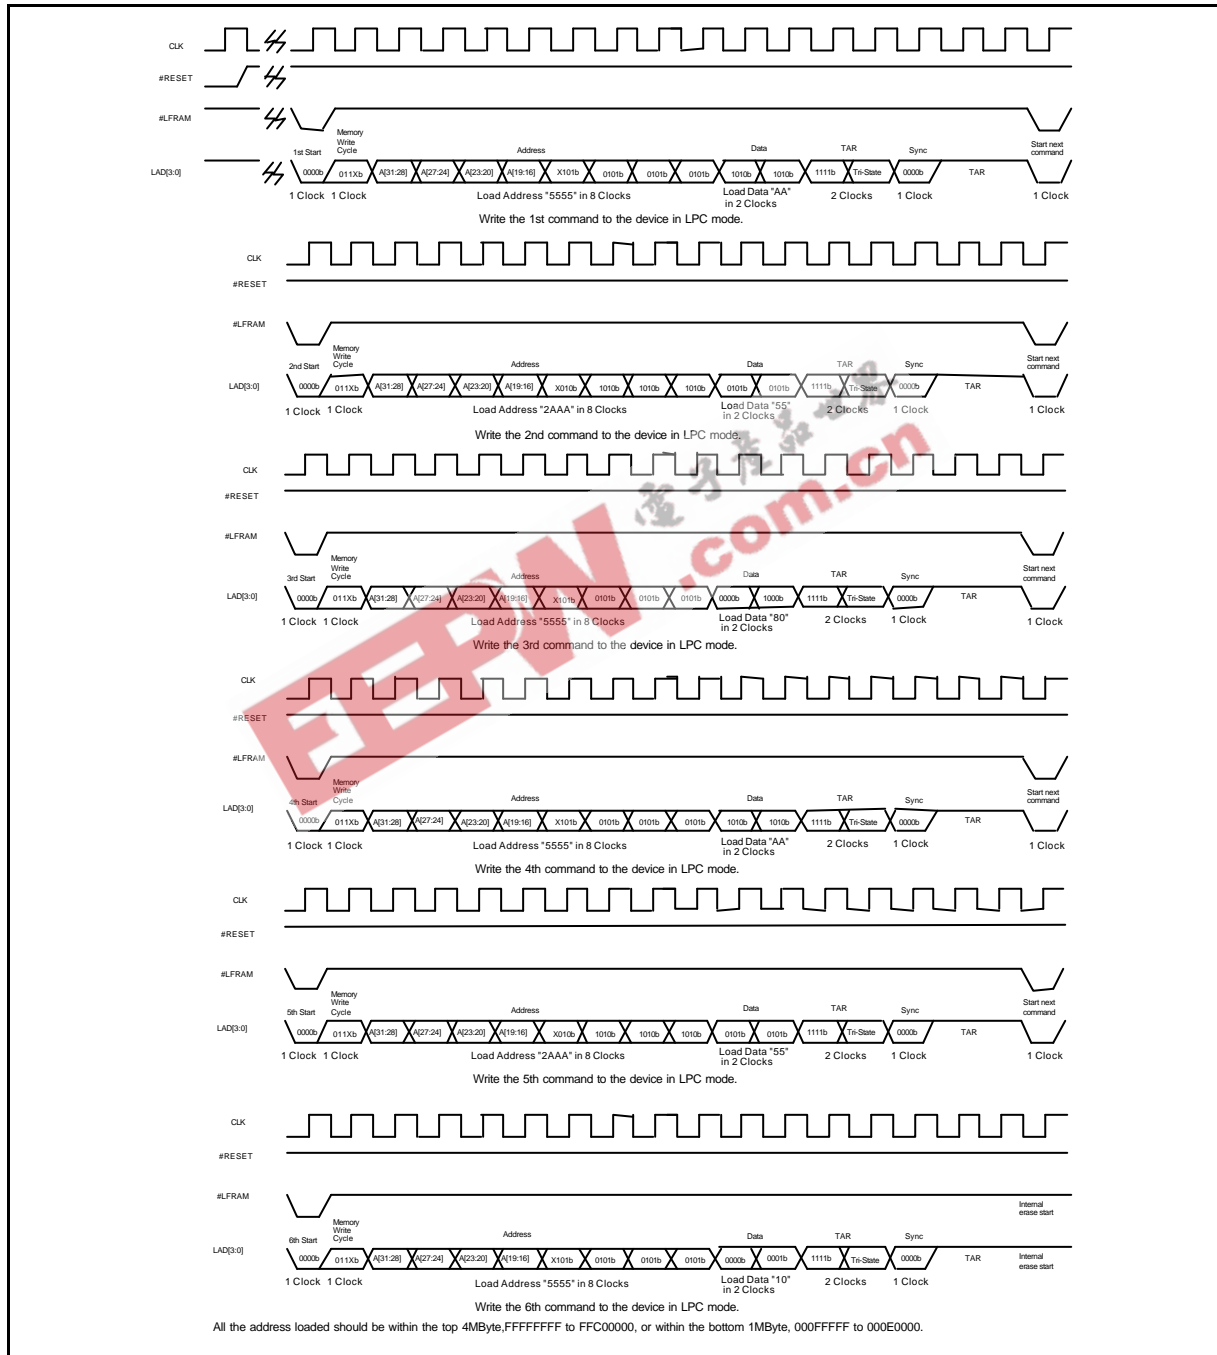 CLK
#RESET
#LFRAM
Memory
Write
Cycle
1st Start
Address
Data
TAR
Sync
Start next
command
LAD[3:0]
0000b 011Xb A[31:28] A[27:24] A[23:20] A[19:16] X101b 0101b 0101b 0101b 1010b 1010b 1111b Tri-State 0000b TAR
1 Clock 1 Clock Load Address "5555" in 8 Clocks Load Data "AA" in 2 Clocks 2 Clocks 1 Clock 1 Clock
Write the 1st command to the device in LPC mode.
CLK
#RESET
#LFRAM
Memory
Write
Cycle
2nd Start
Address
Data
TAR
Sync
Start next
command
LAD[3:0]
0000b 011Xb A[31:28] A[27:24] A[23:20] A[19:16] X010b 1010b 1010b 1010b 0101b 0101b 1111b Tri-State 0000b TAR
1 Clock 1 Clock Load Address "2AAA" in 8 Clocks Load Data "55" in 2 Clocks 2 Clocks 1 Clock 1 Clock
Write the 2nd command to the device in LPC mode.
電子產品世界
EEPW.com.cn
CLK
#RESET
#LFRAM
Memory
Write
Cycle
3rd Start
Address
Data
TAR
Sync
Start next
command
LAD[3:0]
0000b 011Xb A[31:28] A[27:24] A[23:20] A[19:16] X101b 0101b 0101b 0101b 0000b 1000b 1111b Tri-State 0000b TAR
1 Clock 1 Clock Load Address "5555" in 8 Clocks Load Data "80" in 2 Clocks 2 Clocks 1 Clock 1 Clock
Write the 3rd command to the device in LPC mode.
CLK
#RESET
#LFRAM
Memory
Write
Cycle
4th Start
Address
Data
TAR
Sync
Start next
command
LAD[3:0]
0000b 011Xb A[31:28] A[27:24] A[23:20] A[19:16] X101b 0101b 0101b 0101b 1010b 1010b 1111b Tri-State 0000b TAR
1 Clock 1 Clock Load Address "5555" in 8 Clocks Load Data "AA" in 2 Clocks 2 Clocks 1 Clock 1 Clock
Write the 4th command to the device in LPC mode.
CLK
#RESET
#LFRAM
Memory
Write
Cycle
5th Start
Address
Data
TAR
Sync
Start next
command
LAD[3:0]
0000b 011Xb A[31:28] A[27:24] A[23:20] A[19:16] X010b 1010b 1010b 1010b 0101b 0101b 1111b Tri-State 0000b TAR
1 Clock 1 Clock Load Address "2AAA" in 8 Clocks Load Data "55" in 2 Clocks 2 Clocks 1 Clock 1 Clock
Write the 5th command to the device in LPC mode.
CLK
#RESET
#LFRAM
Internal
erase start
Memory
Write
Cycle
6th Start
Address
Data
TAR
Sync
LAD[3:0]
0000b 011Xb A[31:28] A[27:24] A[23:20] A[19:16] X101b 0101b 0101b 0101b 0000b 0001b 1111b Tri-State 0000b TAR
Internal
erase start
1 Clock 1 Clock Load Address "5555" in 8 Clocks Load Data "10" in 2 Clocks 2 Clocks 1 Clock
Write the 6th command to the device in LPC mode.
All the address loaded should be within the top 4MByte,FFFFFFFF to FFC00000, or within the bottom 1MByte, 000FFFFF to 000E0000.